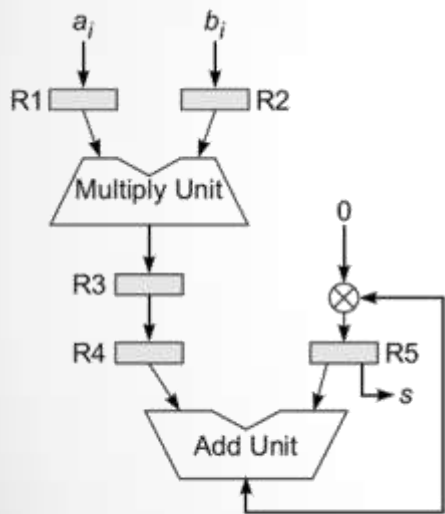 a_i b_i
R1 R2
Multiply Unit
0
R3
R4 R5
s
Add Unit